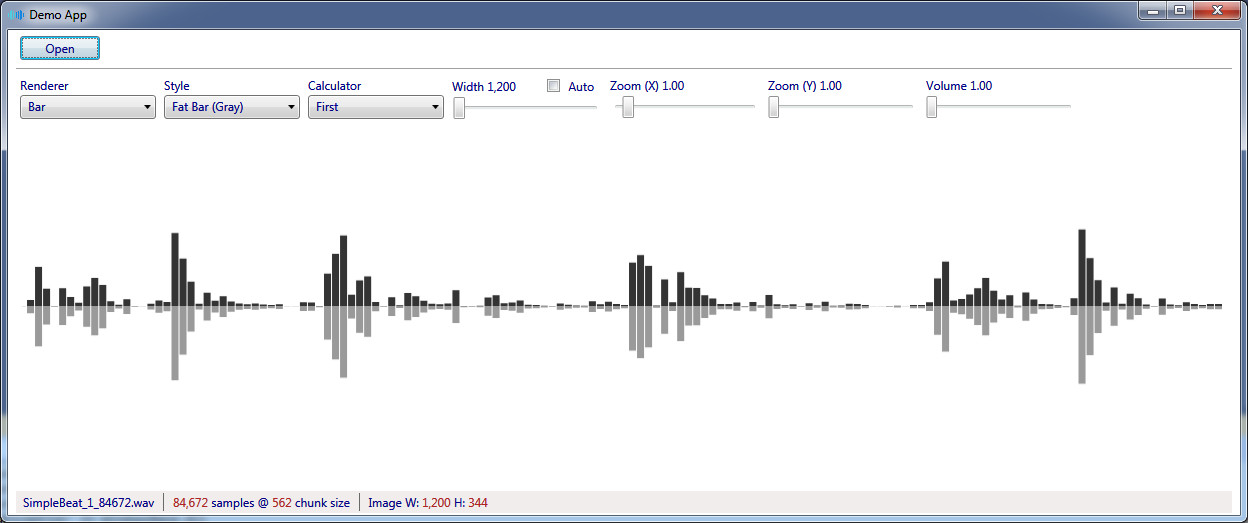 Demo App
Open
Renderer Style Calculator Width 1,200 Auto Zoom (X) 1.00 Zoom (Y) 1.00 Volume 1.00
Bar Fat Bar (Gray) First
SimpleBeat_1_84672.wav 84,672 samples @ 562 chunk size Image W: 1,200 H: 344